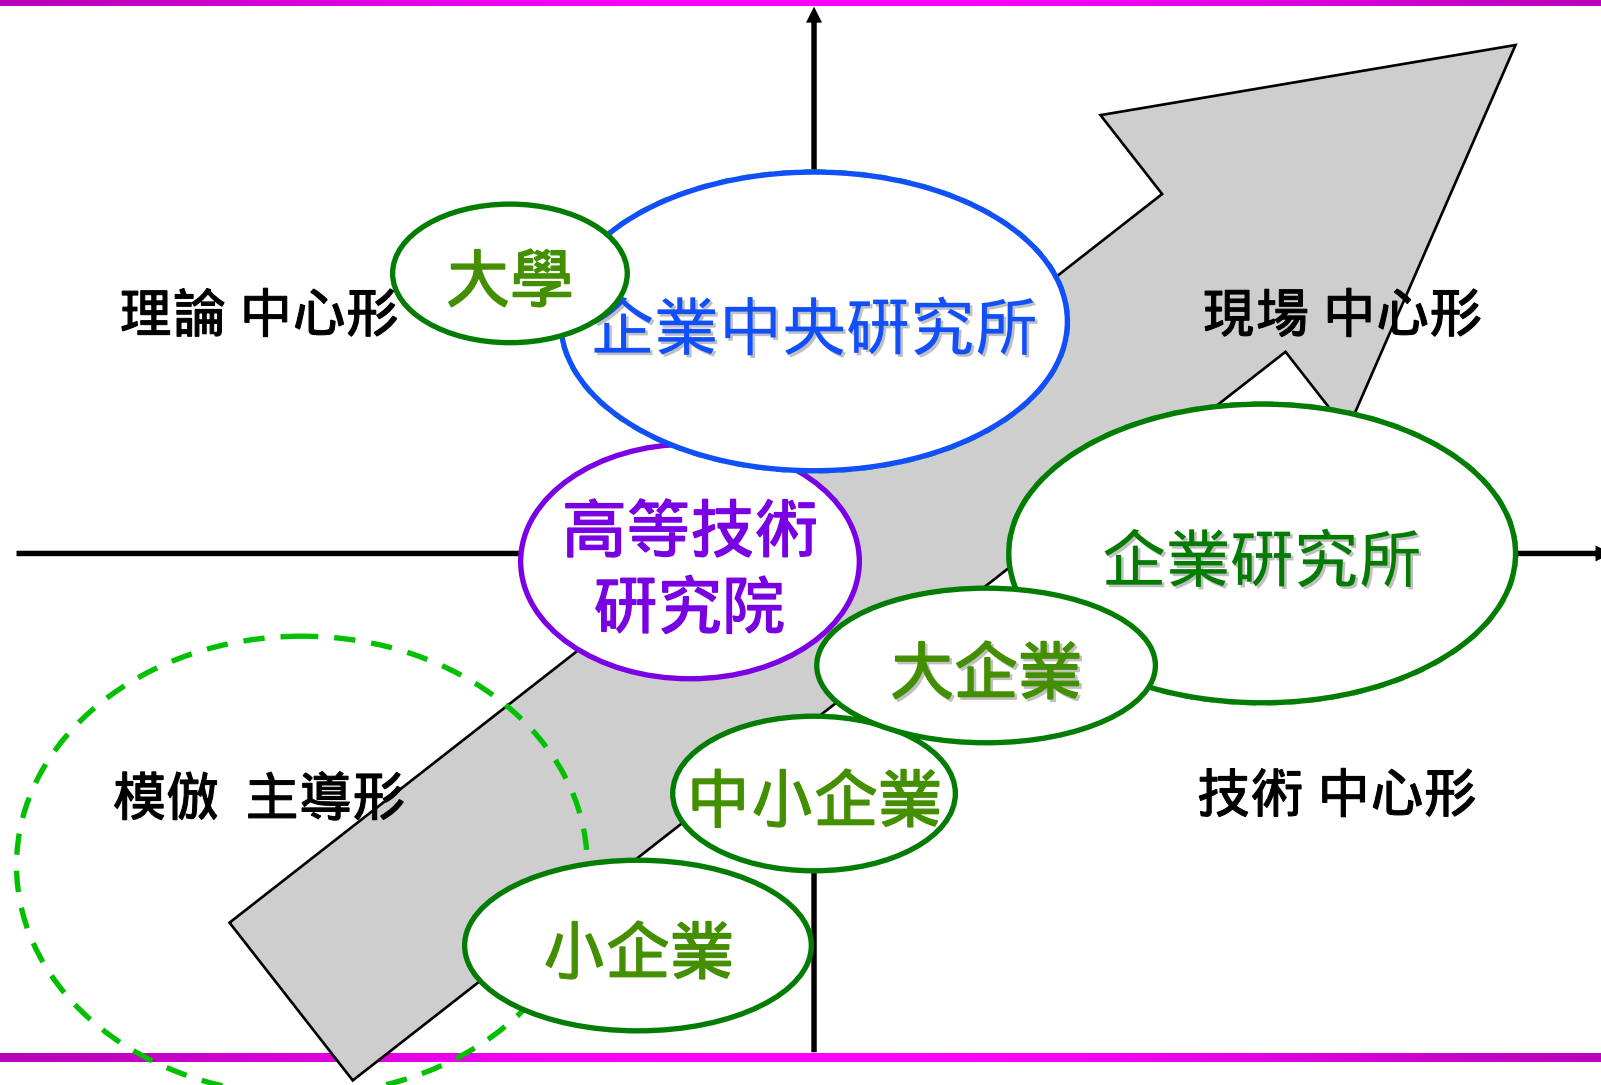 大學
理論 中心形
企業中央研究所
現場 中心形
高等技術
研究院
企業研究所
大企業
模倣 主導形
中小企業
技術 中心形
小企業